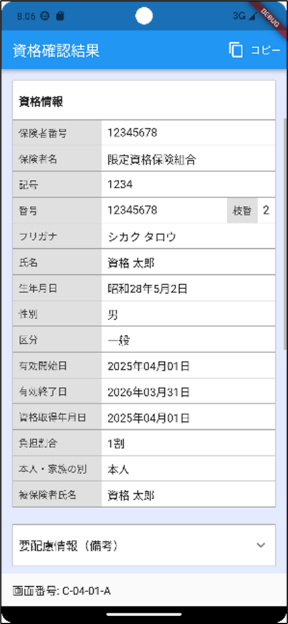 8:06
3G
DEBUG
資格確認結果
コピー
資格情報
保険者番号 12345678
保険者名 限定資格保険組合
記号 1234
番号 12345678 枝番 2
フリガナ シカク タロウ
氏名 資格 太郎
生年月日 昭和28年5月2日
性別 男
区分 一般
有効開始日 2025年04月01日
有効終了日 2026年03月31日
資格取得年月日 2025年04月01日
負担割合 1割
本人・家族の別 本人
被保険者氏名 資格 太郎
要配慮情報（備考）
画面番号: C-04-01-A